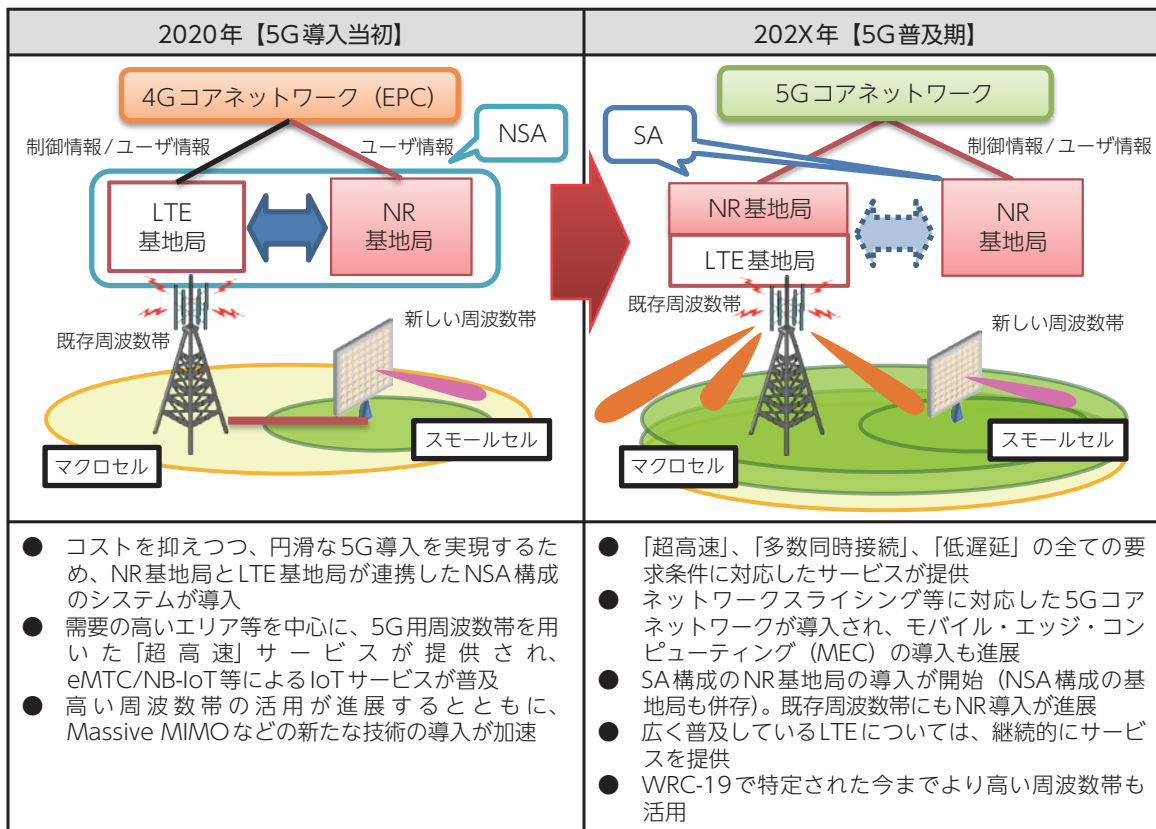 2020年【5G導入当初】
4Gコアネットワーク（EPC）
制御情報/ユーザ情報
ユーザ情報
NSA
LTE
基地局
NR
基地局
既存周波数帯
新しい周波数帯
マクロセル
スモールセル
● コストを抑えつつ、円滑な5G導入を実現するた
め、NR基地局とLTE基地局が連携したNSA構成
のシステムが導入
● 需要の高いエリア等を中心に、5G用周波数帯を用
いた「超高速」サービスが提供され、
eMTC/NB-IoT等によるIoTサービスが普及
● 高い周波数帯の活用が進展するとともに、
Massive MIMOなどの新たな技術の導入が加速
202X年【5G普及期】
5Gコアネットワーク
SA
制御情報/ユーザ情報
NR基地局
LTE基地局
NR
基地局
既存周波数帯
新しい周波数帯
マクロセル
スモールセル
● 「超高速」、「多数同時接続」、「低遅延」の全ての要
求条件に対応したサービスが提供
● ネットワークスライシング等に対応した5Gコア
ネットワークが導入され、モバイル・エッジ・コン
ピューティング（MEC）の導入も進展
● SA構成のNR基地局の導入が開始（NSA構成の基
地局も併存）。既存周波数帯にもNR導入が進展
● 広く普及しているLTEについては、継続的にサービ
スを提供
● WRC-19で特定された今までより高い周波数帯も
活用